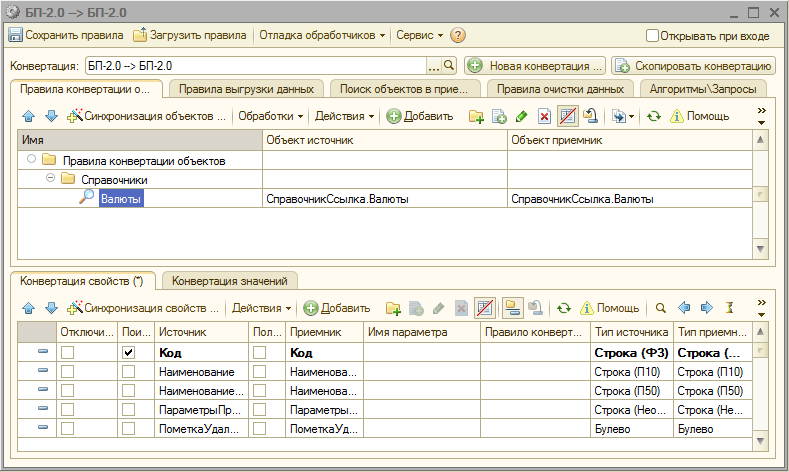 БП-2.0 --> БП-2.0
Сохранить правила Загрузить правила Отладка обработчиков Сервис Открывать при входе
Конвертация: БП-2.0 --> БП-2.0 ... Новая конвертация ... Скопировать конвертацию
Правила конвертации о... Правила выгрузки данных Поиск объектов в прие... Правила очистки данных Алгоритмы\Запросы
Синхронизация объектов ... Обработки Действия Добавить Помощь
Имя Объект источник Объект приемник
Правила конвертации объектов
Справочники
Валюты СправочникСсылка.Валюты СправочникСсылка.Валюты
Конвертация свойств (*) Конвертация значений
Синхронизация свойств ... Действия Добавить Помощь
Отключи... Пои... Источник Пол... Приемник Имя параметра Правило конверт... Тип источника Тип приемн...
Код Код Строка (Ф3) Строка (...
Наименование Наименова... Строка (П10) Строка (П10)
Наименование... Наименова... Строка (П50) Строка (П50)
ПараметрыПр... Параметры... Строка (Нео... Строка (Не...
ПометкаУдал... ПометкаУд... Булево Булево